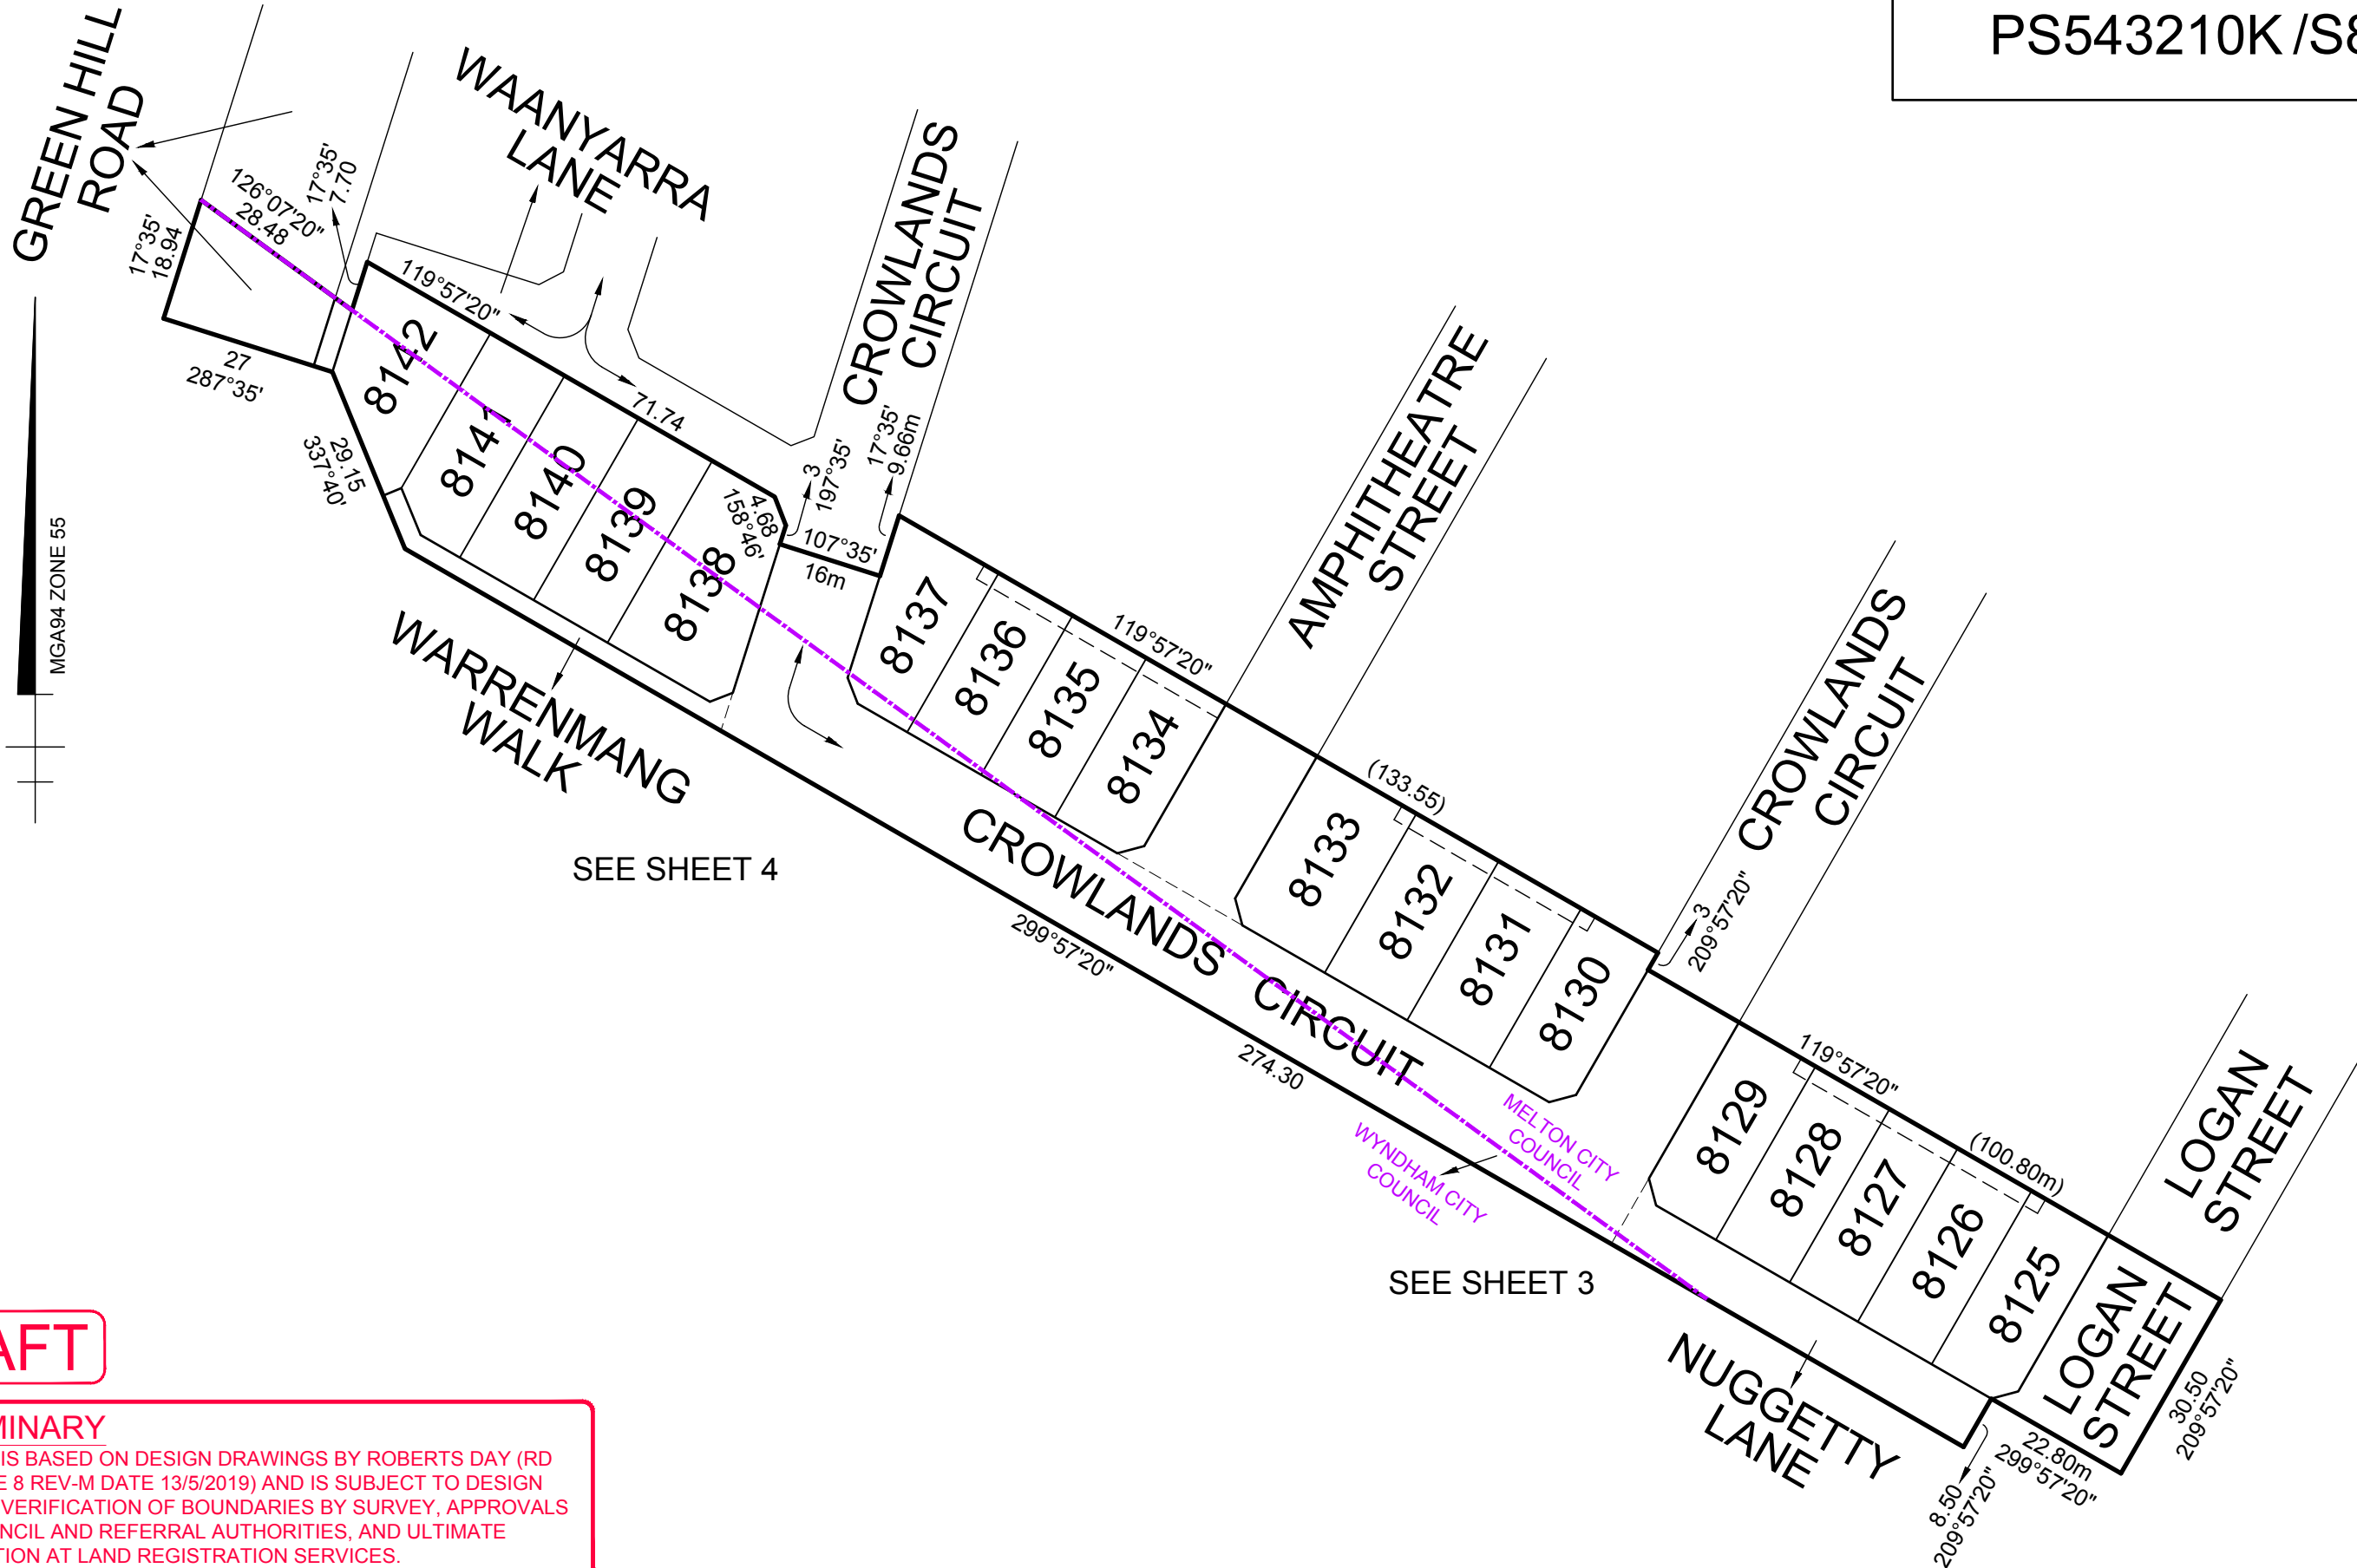 PS543210K/S8
GREEN HILL
ROAD
WAANYARRA
LANE
CROWLANDS
CIRCUIT
126°07'20"
28.48
17°35'
7.70
17°35'
18.94
27
287°35'
119°57'20"
71.74
29.15
337°40'
8142
8141
8140
8139
8138
4.68
158°46'
3
197°35'
17°35'
9.66m
107°35'
16m
MGA94 ZONE 55
WARRENMANG
WALK
8137
8136
8135
8134
119°57'20"
AMPHITHEATRE
STREET
(133.55)
8133
8132
8131
8130
CROWLANDS
CIRCUIT
3
209°57'20"
SEE SHEET 4
CROWLANDS CIRCUIT
299°57'20"
274.30
MELTON CITY
COUNCIL
WYNDHAM CITY
COUNCIL
119°57'20"
(100.80m)
8129
8128
8127
8126
8125
LOGAN
STREET
LOGAN
STREET
SEE SHEET 3
NUGGETTY
LANE
30.50
209°57'20"
22.80m
299°57'20"
8.50
209°57'20"
AFT
MINARY
IS BASED ON DESIGN DRAWINGS BY ROBERTS DAY (RD
E 8 REV-M DATE 13/5/2019) AND IS SUBJECT TO DESIGN
VERIFICATION OF BOUNDARIES BY SURVEY, APPROVALS
NCIL AND REFERRAL AUTHORITIES, AND ULTIMATE
TION AT LAND REGISTRATION SERVICES.